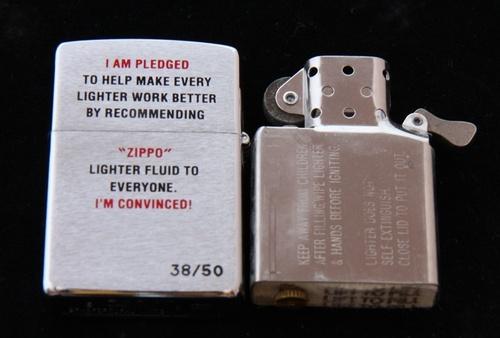 I AM PLEDGED
TO HELP MAKE EVERY
LIGHTER WORK BETTER
BY RECOMMENDING
"ZIPPO"
LIGHTER FLUID TO
EVERYONE.
I'M CONVINCED!
38/50
KEEP AWAY FROM CHILDREN.
AFTER FILLING, WIPE LIGHTER
& HANDS BEFORE IGNITING.
LIGHTER DOES NOT
SELF-EXTINGUISH.
CLOSE LID TO PUT IT OUT.